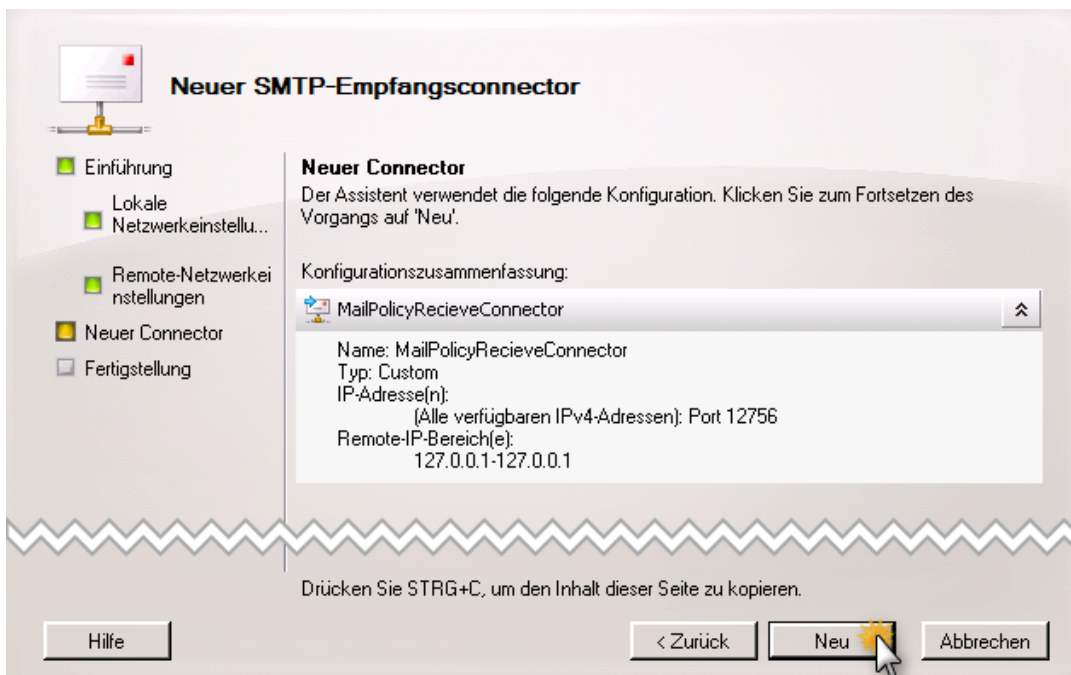 Neuer SMTP-Empfangsconnector
Einführung
Lokale
Netzwerkeinstellu...
Remote-Netzwerkei
nstellungen
Neuer Connector
Fertigstellung
Neuer Connector
Der Assistent verwendet die folgende Konfiguration. Klicken Sie zum Fortsetzen des
Vorgangs auf 'Neu'.
Konfigurationszusammenfassung:
MailPolicyRecieveConnector
Name: MailPolicyRecieveConnector
Typ: Custom
IP-Adresse(n):
(Alle verfügbaren IPv4-Adressen): Port 12756
Remote-IP-Bereich(e):
127.0.0.1-127.0.0.1
Drücken Sie STRG+C, um den Inhalt dieser Seite zu kopieren.
Hilfe
< Zurück
Neu
Abbrechen